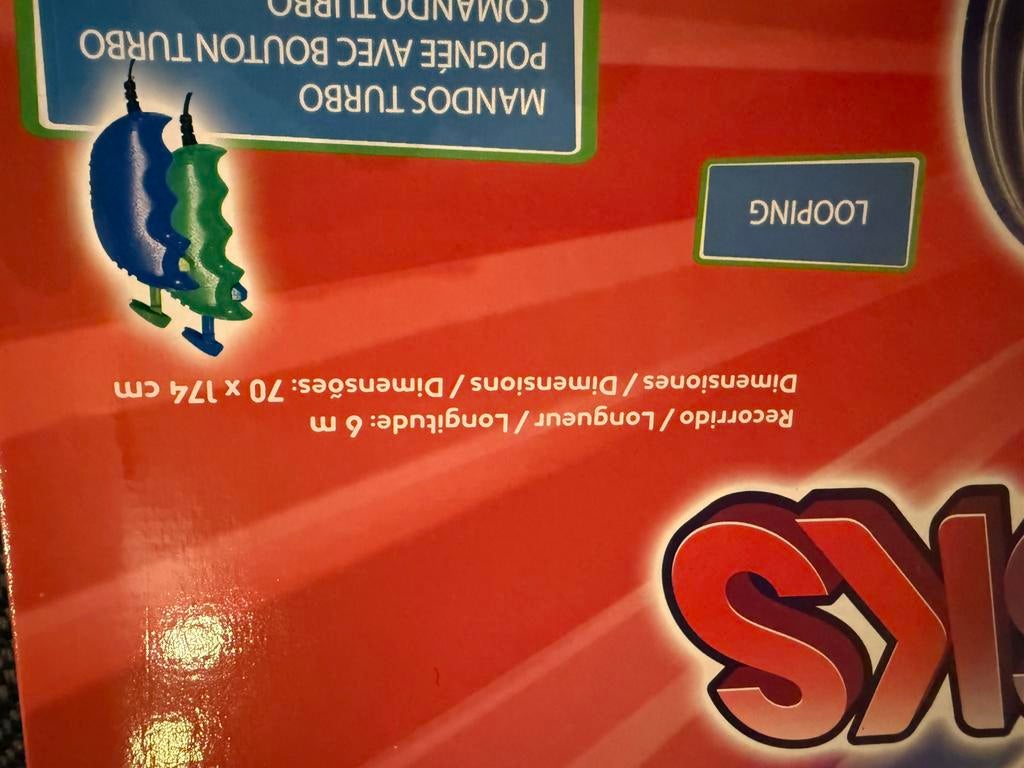 Recorrido / Longueur / Longitude: 6 m
Dimensiones / Dimensions / Dimensões: 70 x 174 cm
LOOPING
MANDOS TURBO
POIGNÉE AVEC BOUTON TURBO
COMANDO TURBO
KS